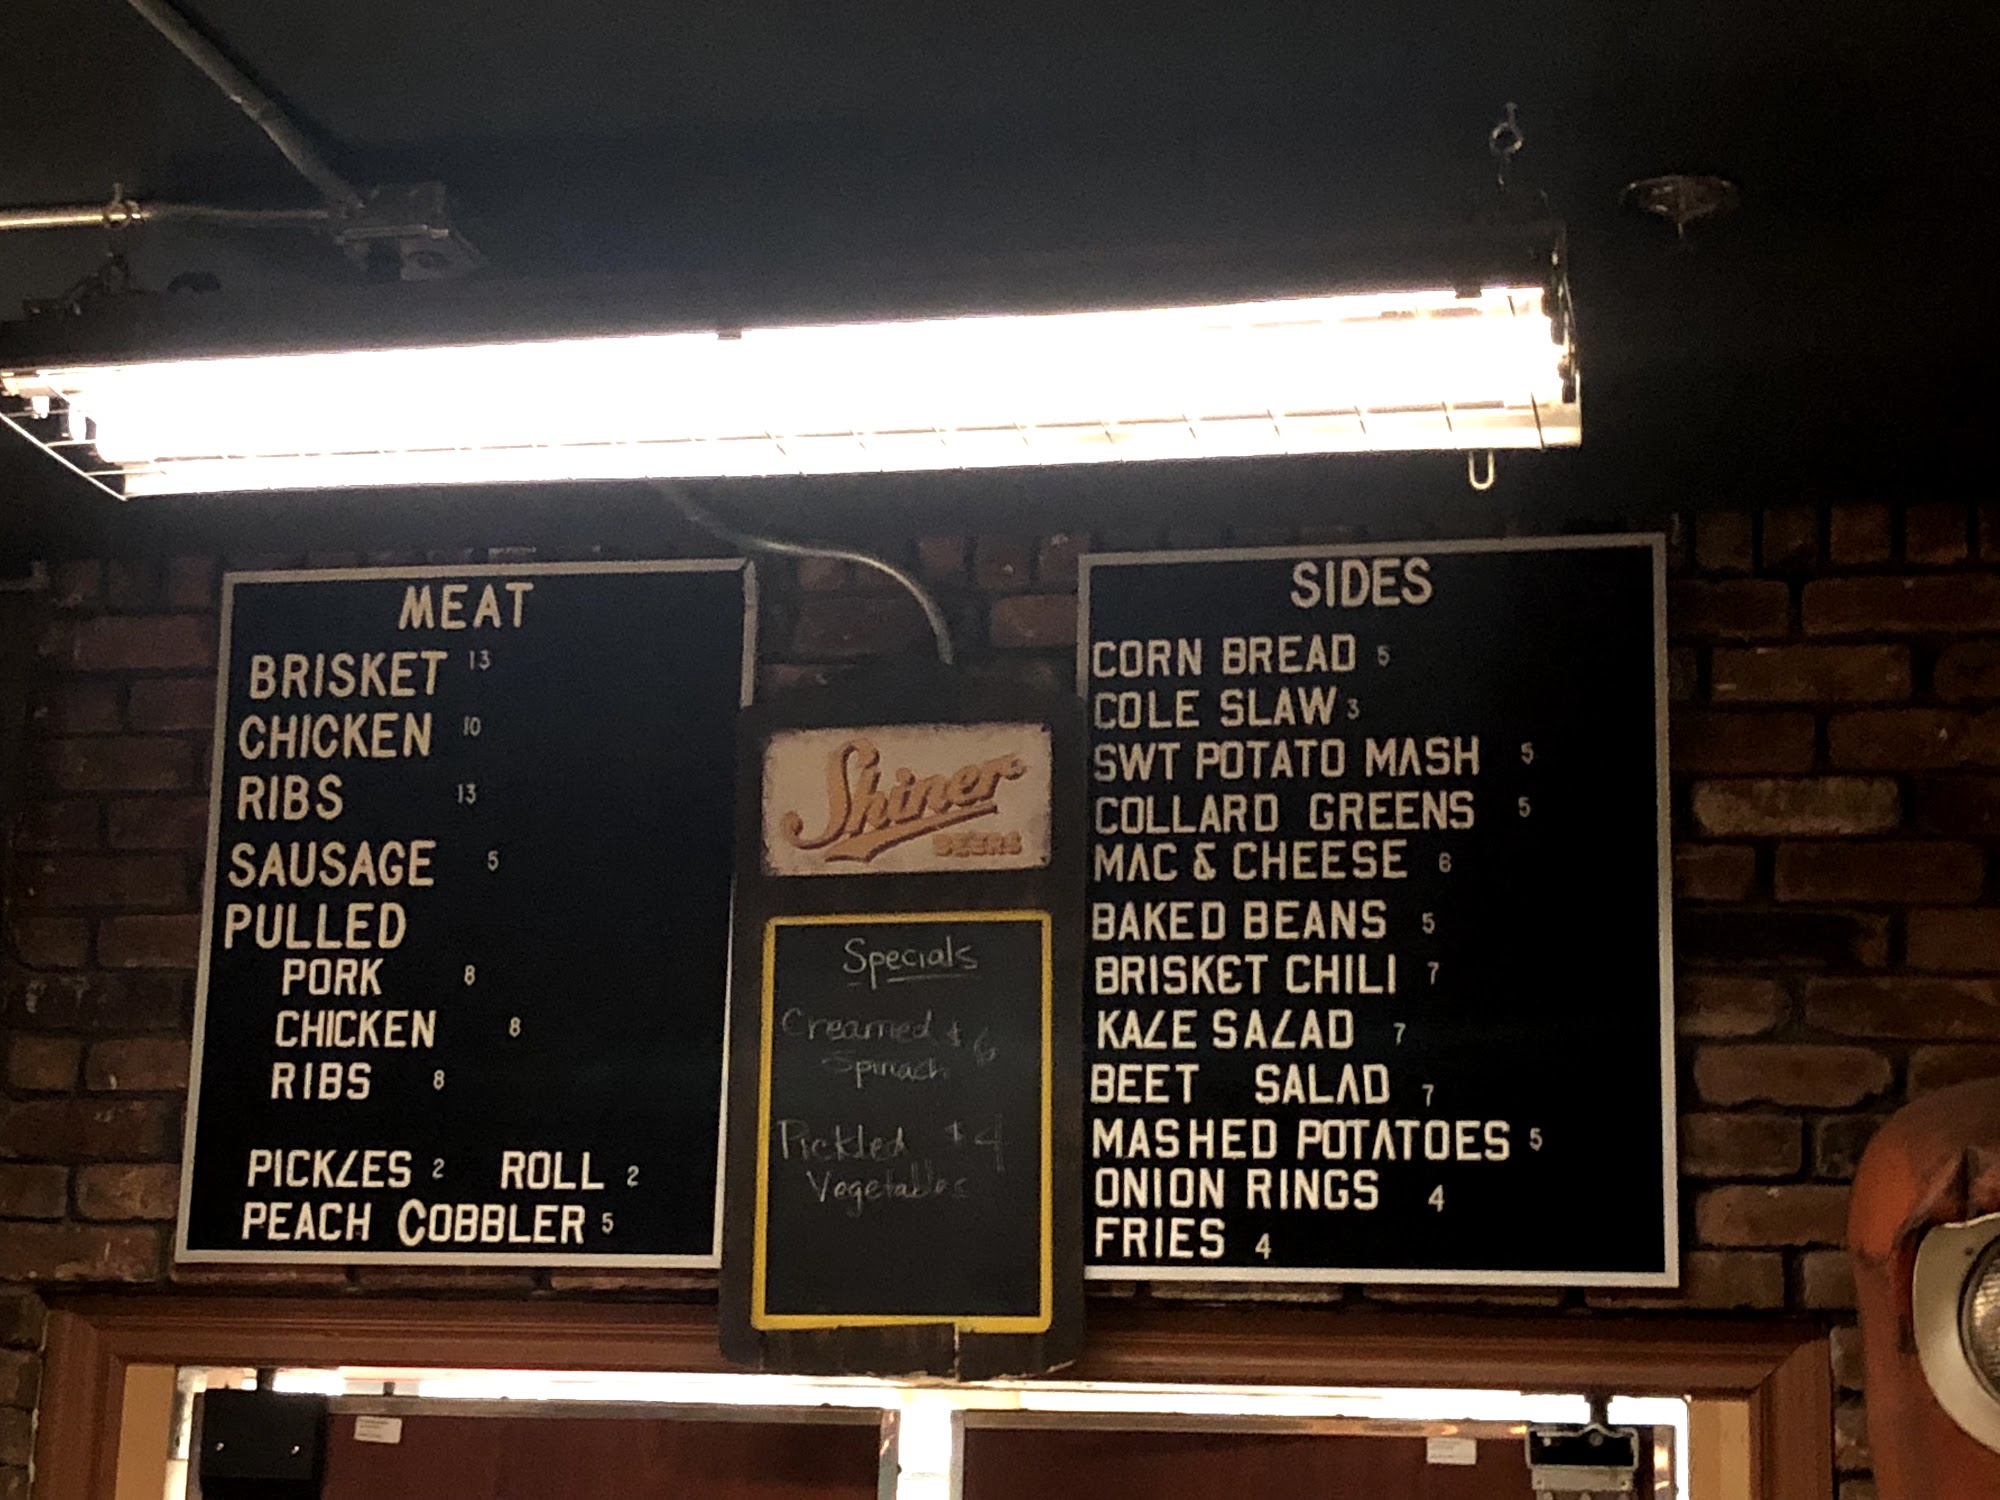 MEAT
BRISKET 13
CHICKEN 10
RIBS 13
SAUSAGE 5
PULLED
PORK 8
CHICKEN 8
RIBS 8
PICKLES 2 ROLL 2
PEACH COBBLER 5
Shiner
BEERS
Specials
Creamed $6
Spinach
Pickled $4
Vegetables
SIDES
CORN BREAD 5
COLE SLAW 3
SWT POTATO MASH 5
COLLARD GREENS 5
MAC & CHEESE 6
BAKED BEANS 5
BRISKET CHILI 7
KALE SALAD 7
BEET SALAD 7
MASHED POTATOES 5
ONION RINGS 4
FRIES 4